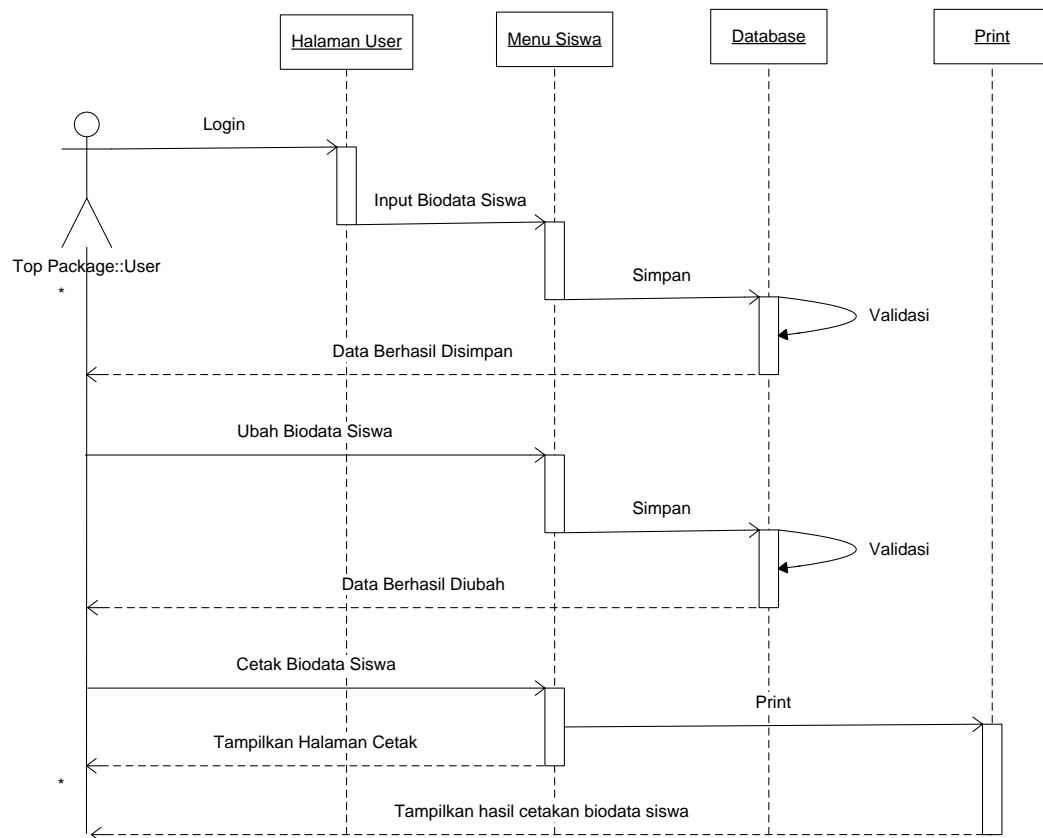 Halaman User
Menu Siswa
Database
Print
Login
Input Biodata Siswa
Top Package::User
*
Simpan
Validasi
Data Berhasil Disimpan
Ubah Biodata Siswa
Simpan
Validasi
Data Berhasil Diubah
Cetak Biodata Siswa
Print
Tampilkan Halaman Cetak
*
Tampilkan hasil cetakan biodata siswa